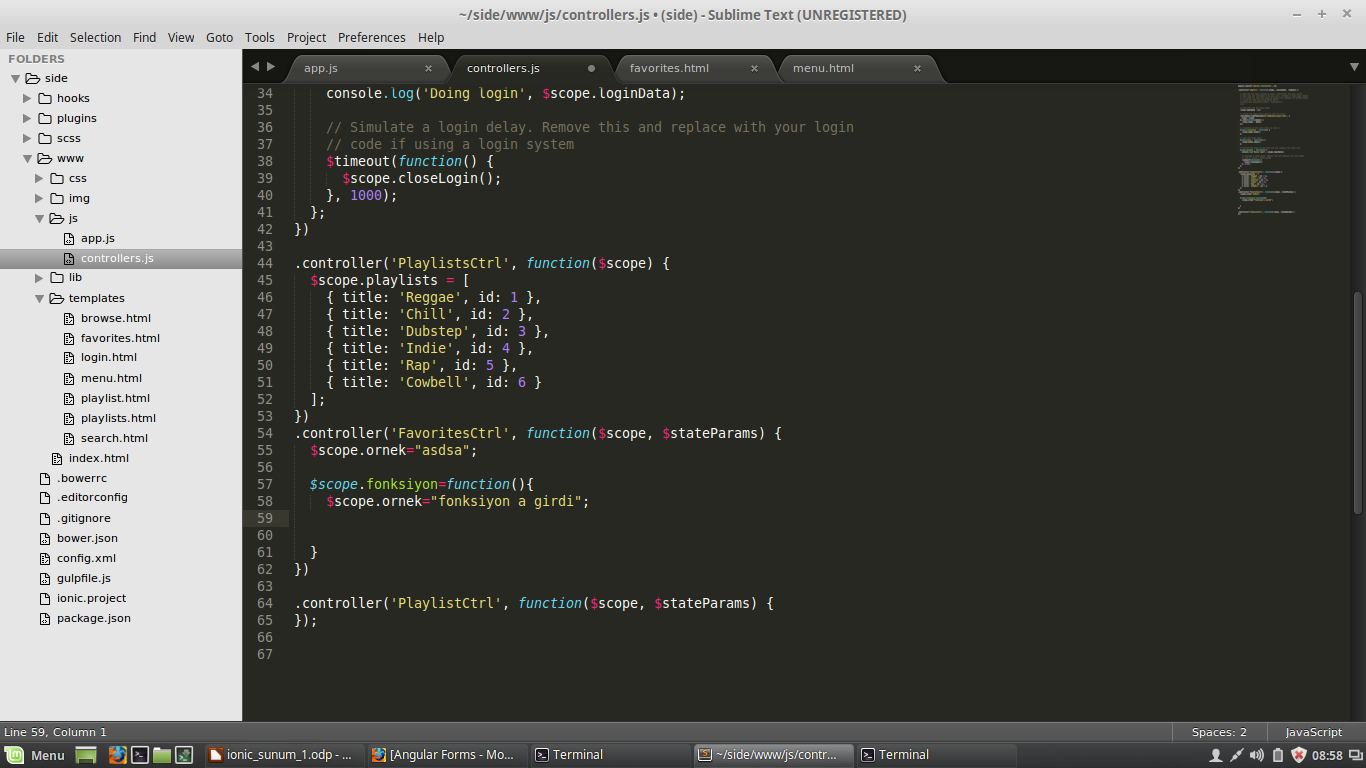 ~/side/www/js/controllers.js • (side) - Sublime Text (UNREGISTERED)
File Edit Selection Find View Goto Tools Project Preferences Help
FOLDERS
side
hooks
plugins
scss
www
css
img
js
app.js
controllers.js
lib
templates
browse.html
favorites.html
login.html
menu.html
playlist.html
playlists.html
search.html
index.html
.bowerrc
.editorconfig
.gitignore
bower.json
config.xml
gulpfile.js
ionic.project
package.json
app.js controllers.js favorites.html menu.html
34 console.log('Doing login', $scope.loginData);
35
36 // Simulate a login delay. Remove this and replace with your login
37 // code if using a login system
38 $timeout(function() {
39 $scope.closeLogin();
40 }, 1000);
41 };
42 })
43
44 .controller('PlaylistsCtrl', function($scope) {
45 $scope.playlists = [
46 { title: 'Reggae', id: 1 },
47 { title: 'Chill', id: 2 },
48 { title: 'Dubstep', id: 3 },
49 { title: 'Indie', id: 4 },
50 { title: 'Rap', id: 5 },
51 { title: 'Cowbell', id: 6 }
52 ];
53 })
54 .controller('FavoritesCtrl', function($scope, $stateParams) {
55 $scope.ornek="asdsa";
56
57 $scope.fonksiyon=function(){
58 $scope.ornek="fonksiyon a girdi";
59
60
61 }
62 })
63
64 .controller('PlaylistCtrl', function($scope, $stateParams) {
65 });
66
67
Line 59, Column 1 Spaces: 2 JavaScript
Menu ionic_sunum_1.odp - ... [Angular Forms - Mo... Terminal ~/side/www/js/contr... Terminal 08:58